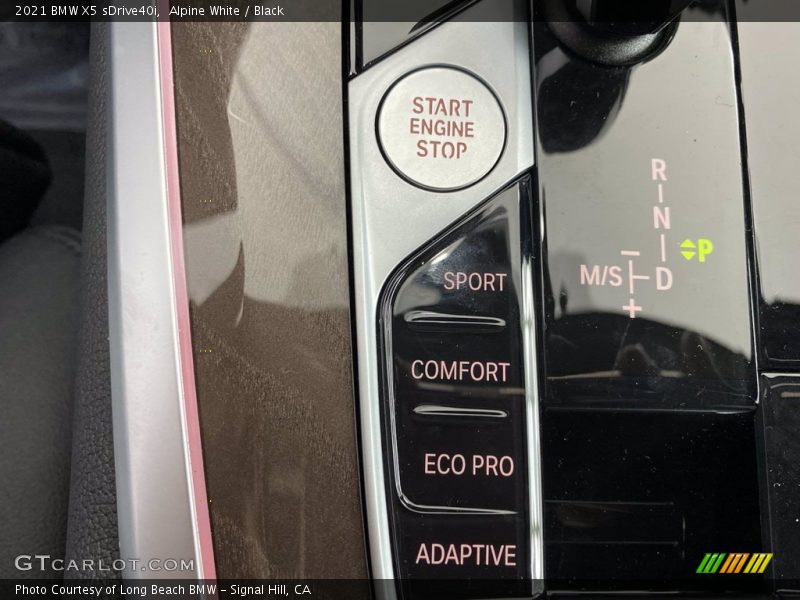 2021 BMW X5 sDrive40i, Alpine White / Black
START
ENGINE
STOP
R
N
P
M/S
D
−
+
SPORT
COMFORT
ECO PRO
ADAPTIVE
GTCARLOT.COM
Photo Courtesy of Long Beach BMW – Signal Hill, CA